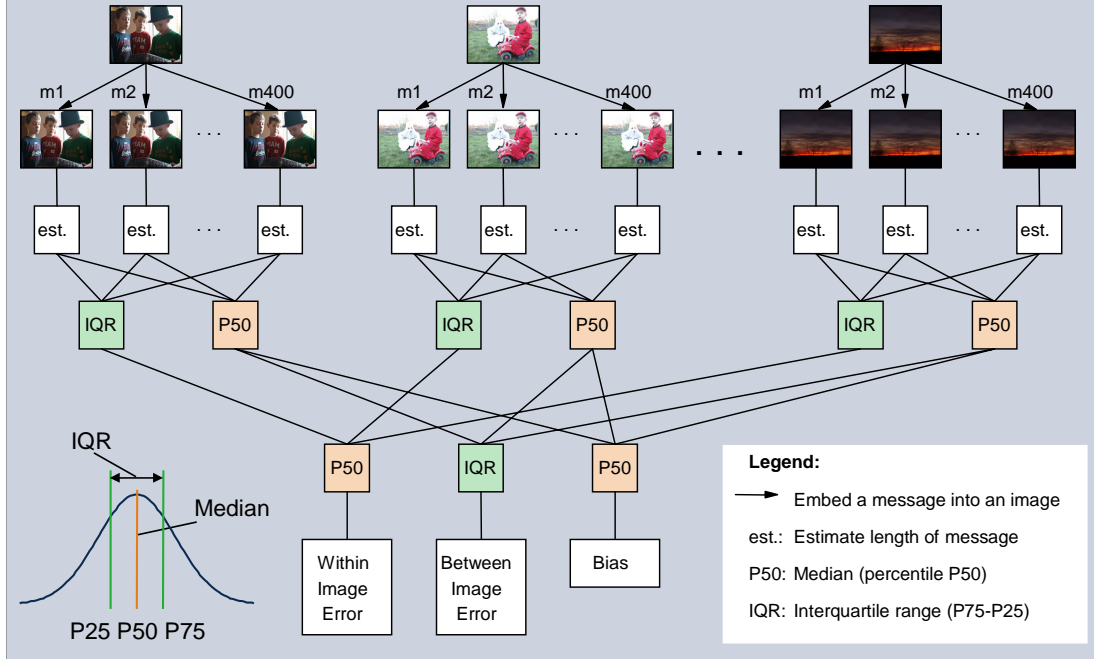 m1 m2 m400 m1 m2 m400 m1 m2 m400
. . . . . . . . . . . .
est. est. . . . est. est. est. . . . est. est. est. . . . est.
IQR P50 IQR P50 IQR P50
P50 IQR P50
Within
Image
Error
Between
Image
Error
Bias
IQR
Median
P25 P50 P75
Legend:
Embed a message into an image
est.: Estimate length of message
P50: Median (percentile P50)
IQR: Interquartile range (P75-P25)